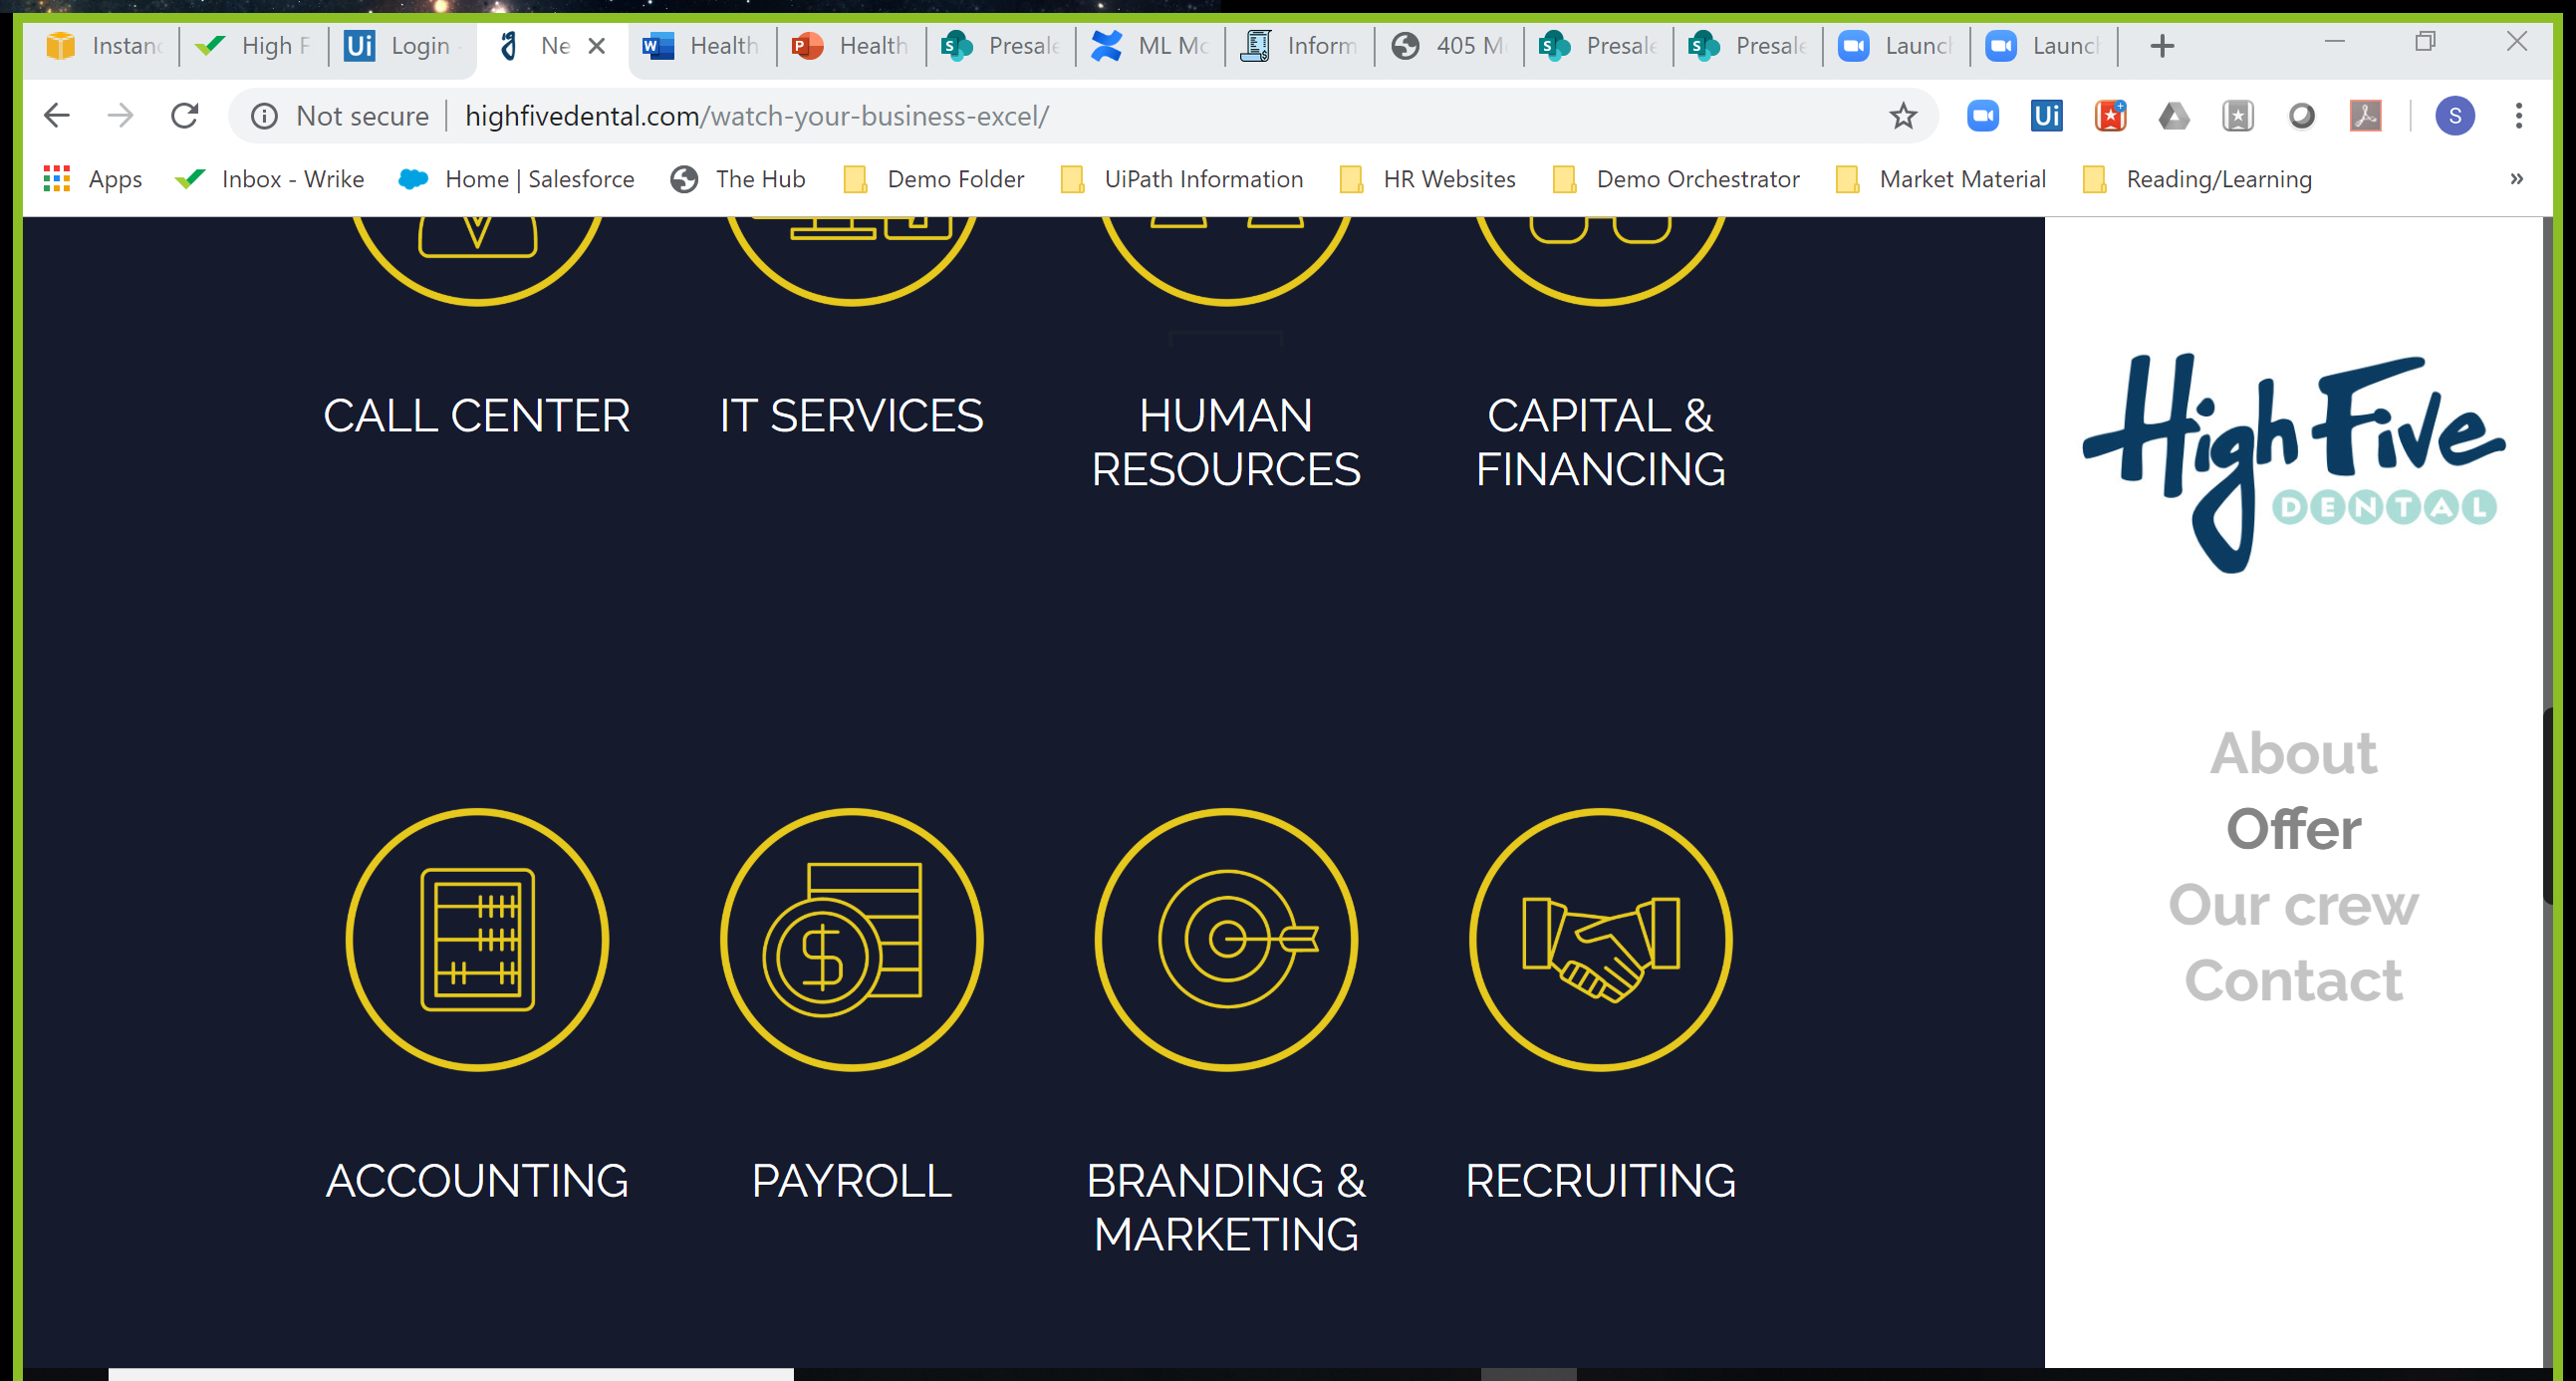 Instanc
High F
Login
Ne
Health
Health
Presale
ML Mo
Inform
405 M
Presale
Presale
Launch
Launch
Not secure
highfivedental.com/watch-your-business-excel/
S
Apps
Inbox - Wrike
Home | Salesforce
The Hub
Demo Folder
UiPath Information
HR Websites
Demo Orchestrator
Market Material
Reading/Learning
»
CALL CENTER
IT SERVICES
HUMAN
RESOURCES
CAPITAL &
FINANCING
ACCOUNTING
PAYROLL
BRANDING &
MARKETING
RECRUITING
High Five
DENTAL
About
Offer
Our crew
Contact